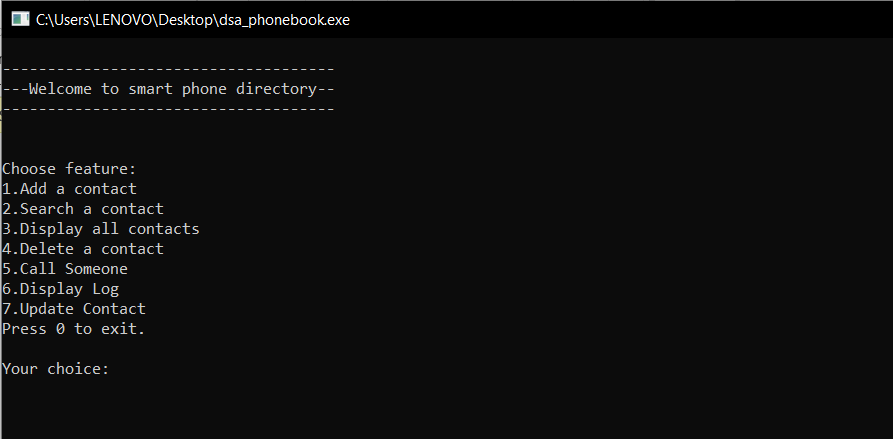 C:\Users\LENOVO\Desktop\dsa_phonebook.exe
-------------------------------------
---Welcome to smart phone directory--
-------------------------------------
Choose feature:
1.Add a contact
2.Search a contact
3.Display all contacts
4.Delete a contact
5.Call Someone
6.Display Log
7.Update Contact
Press 0 to exit.
Your choice: